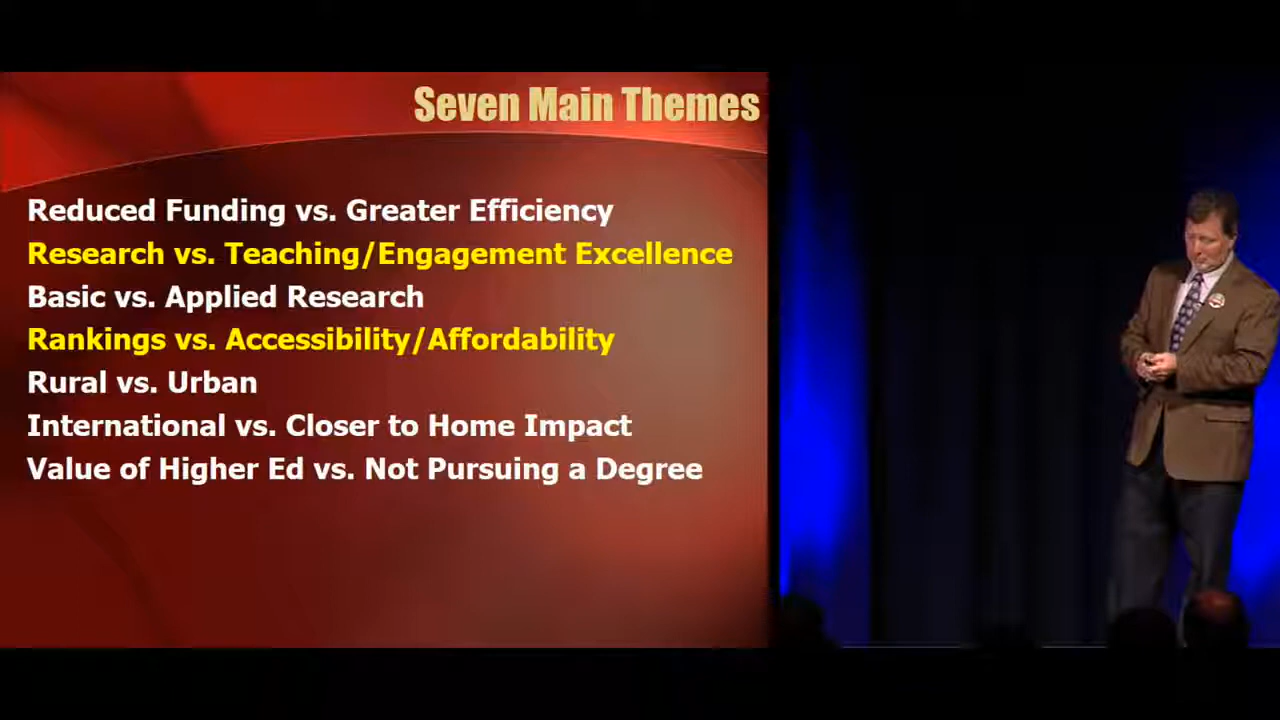 Seven Main Themes
Reduced Funding vs. Greater Efficiency
Research vs. Teaching/Engagement Excellence
Basic vs. Applied Research
Rankings vs. Accessibility/Affordability
Rural vs. Urban
International vs. Closer to Home Impact
Value of Higher Ed vs. Not Pursuing a Degree